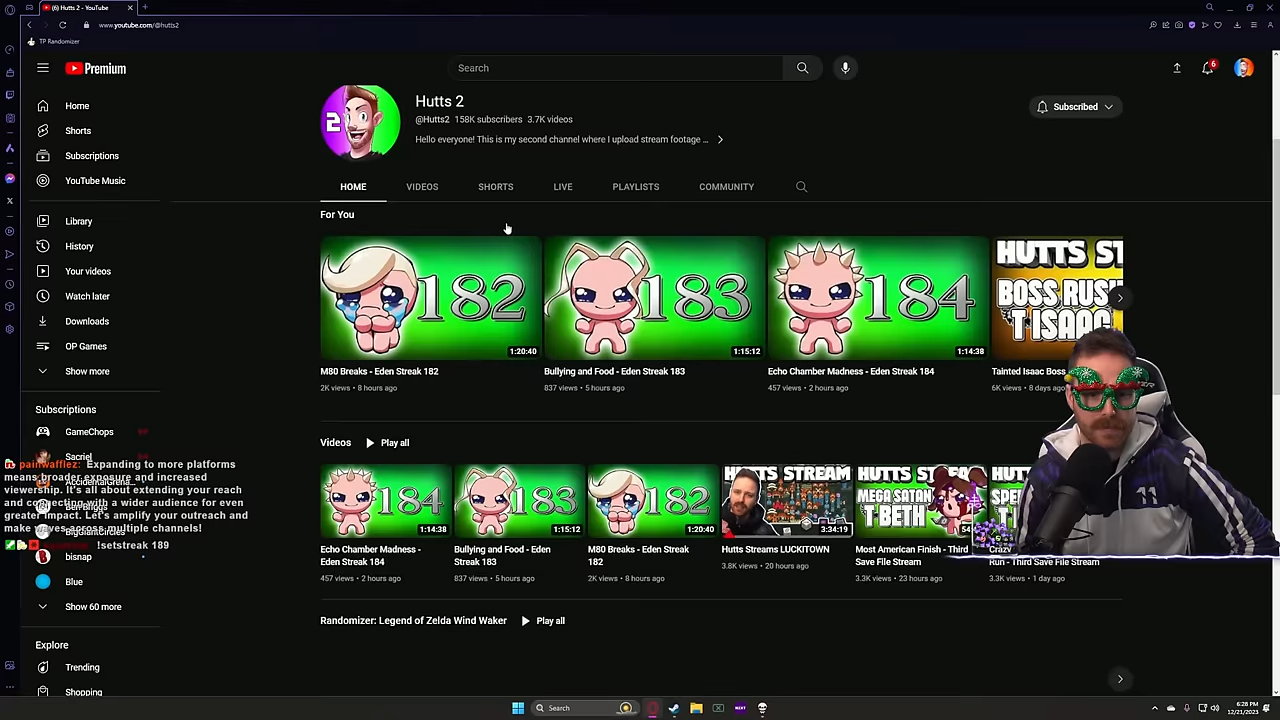 (6) Hutts 2 - YouTube
www.youtube.com/@hutts2
TP Randomizer
Premium
Search
6
Home
Shorts
Subscriptions
YouTube Music
Library
History
Your videos
Watch later
Downloads
OP Games
Show more
Subscriptions
GameChops
Sacriel
bisnap
Blue
Show 60 more
Explore
Trending
Shopping
painwafflez: Expanding to more platforms
means broader exposure and increased
viewership. It's all about extending your reach
and connecting with a wider audience for even
greater impact. Let's amplify your outreach and
make waves across multiple channels!
!setstreak 189
2
Hutts 2
@Hutts2 158K subscribers 3.7K videos
Hello everyone! This is my second channel where I upload stream footage ...
Subscribed
HOME
VIDEOS
SHORTS
LIVE
PLAYLISTS
COMMUNITY
For You
182
1:20:40
M80 Breaks - Eden Streak 182
2K views • 8 hours ago
183
1:15:12
Bullying and Food - Eden Streak 183
837 views • 5 hours ago
184
1:14:38
Echo Chamber Madness - Eden Streak 184
457 views • 2 hours ago
HUTTS ST
BOSS RUSH
T ISAAC
Tainted Isaac Boss
6K views • 8 days ago
Videos
Play all
184
1:14:38
Echo Chamber Madness -
Eden Streak 184
457 views • 2 hours ago
183
1:15:12
Bullying and Food - Eden
Streak 183
837 views • 5 hours ago
182
1:20:40
M80 Breaks - Eden Streak
182
2K views • 8 hours ago
HUTTS STREAM
3:34:19
Hutts Streams LUCKITOWN
3.8K views • 20 hours ago
HUTTS STREAM
MEGA SATAN
T BETH
54
Most American Finish - Third
Save File Stream
3.3K views • 23 hours ago
HUTTS
Run - Third Save File Stream
3.3K views • 1 day ago
11
Randomizer: Legend of Zelda Wind Waker
Play all
Search
NEXT
6:28 PM
12/21/2023